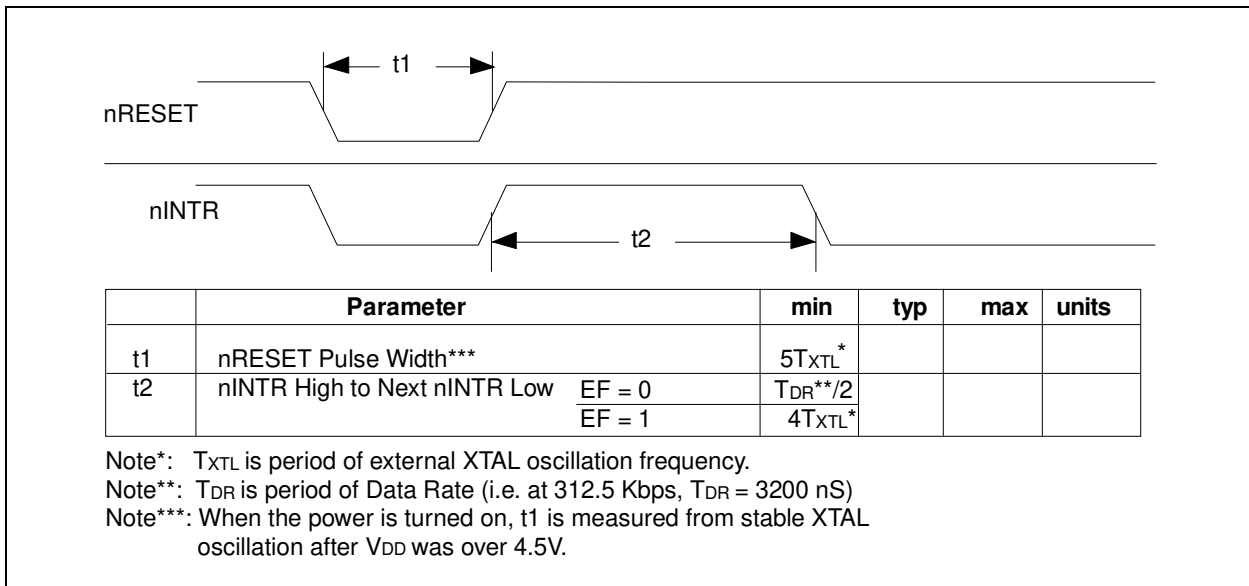 t1
nRESET
nINTR
t2
Parameter min typ max units
t1 nRESET Pulse Width*** 5TXTL*
t2 nINTR High to Next nINTR Low EF = 0 TDR**/2
EF = 1 4TXTL*
Note*: TXTL is period of external XTAL oscillation frequency.
Note**: TDR is period of Data Rate (i.e. at 312.5 Kbps, TDR = 3200 nS)
Note***: When the power is turned on, t1 is measured from stable XTAL
oscillation after VDD was over 4.5V.